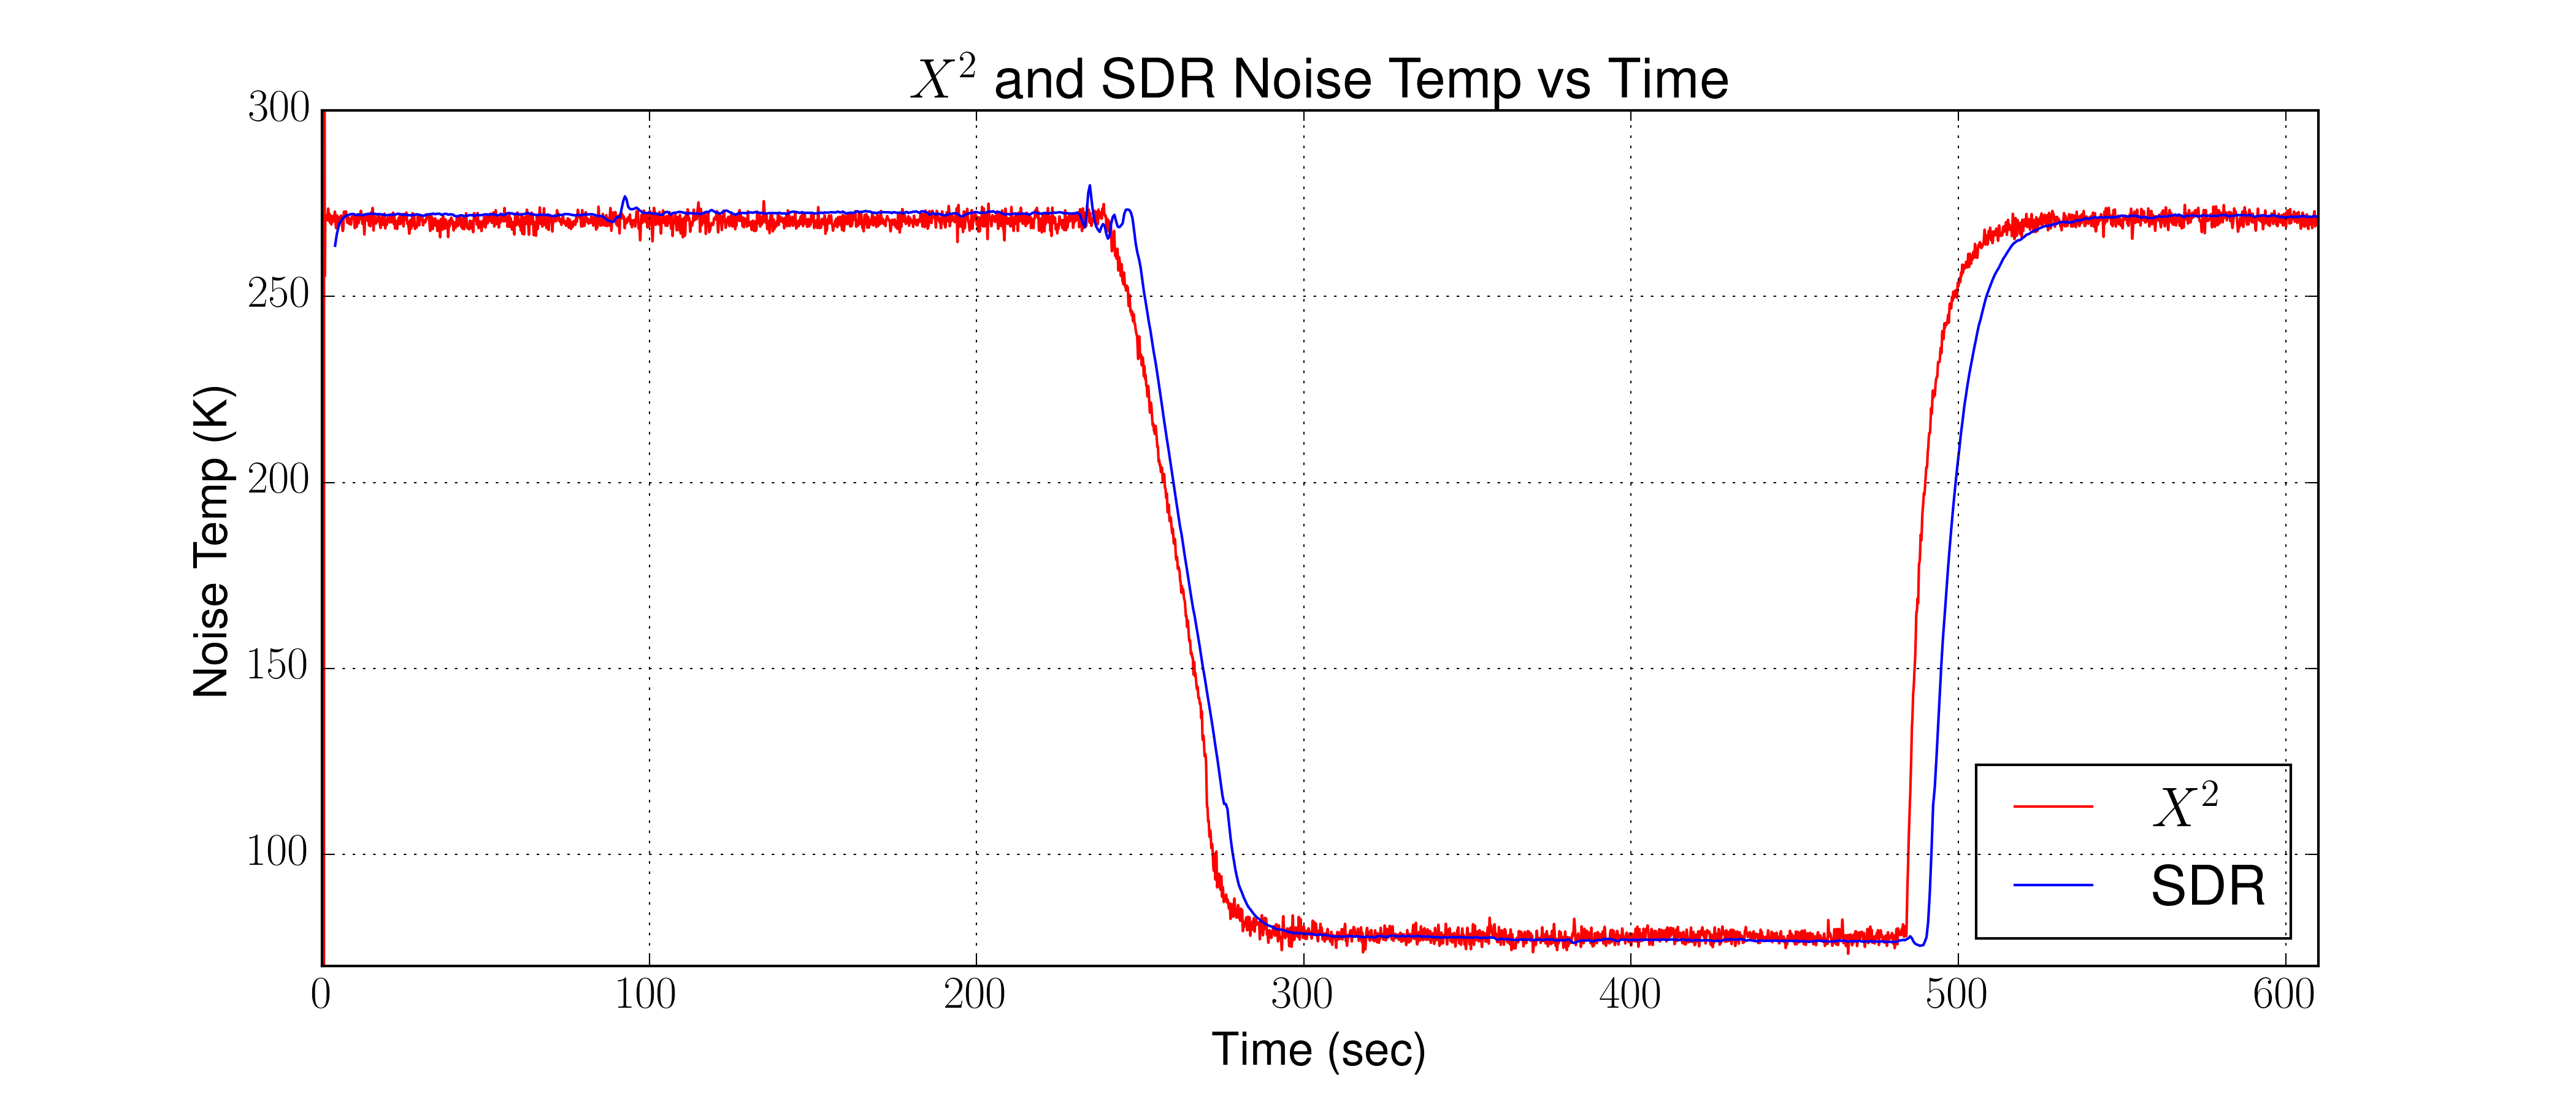 X² and SDR Noise Temp vs Time
300
250
200
150
100
Noise Temp (K)
0 100 200 300 400 500 600
Time (sec)
X²
SDR